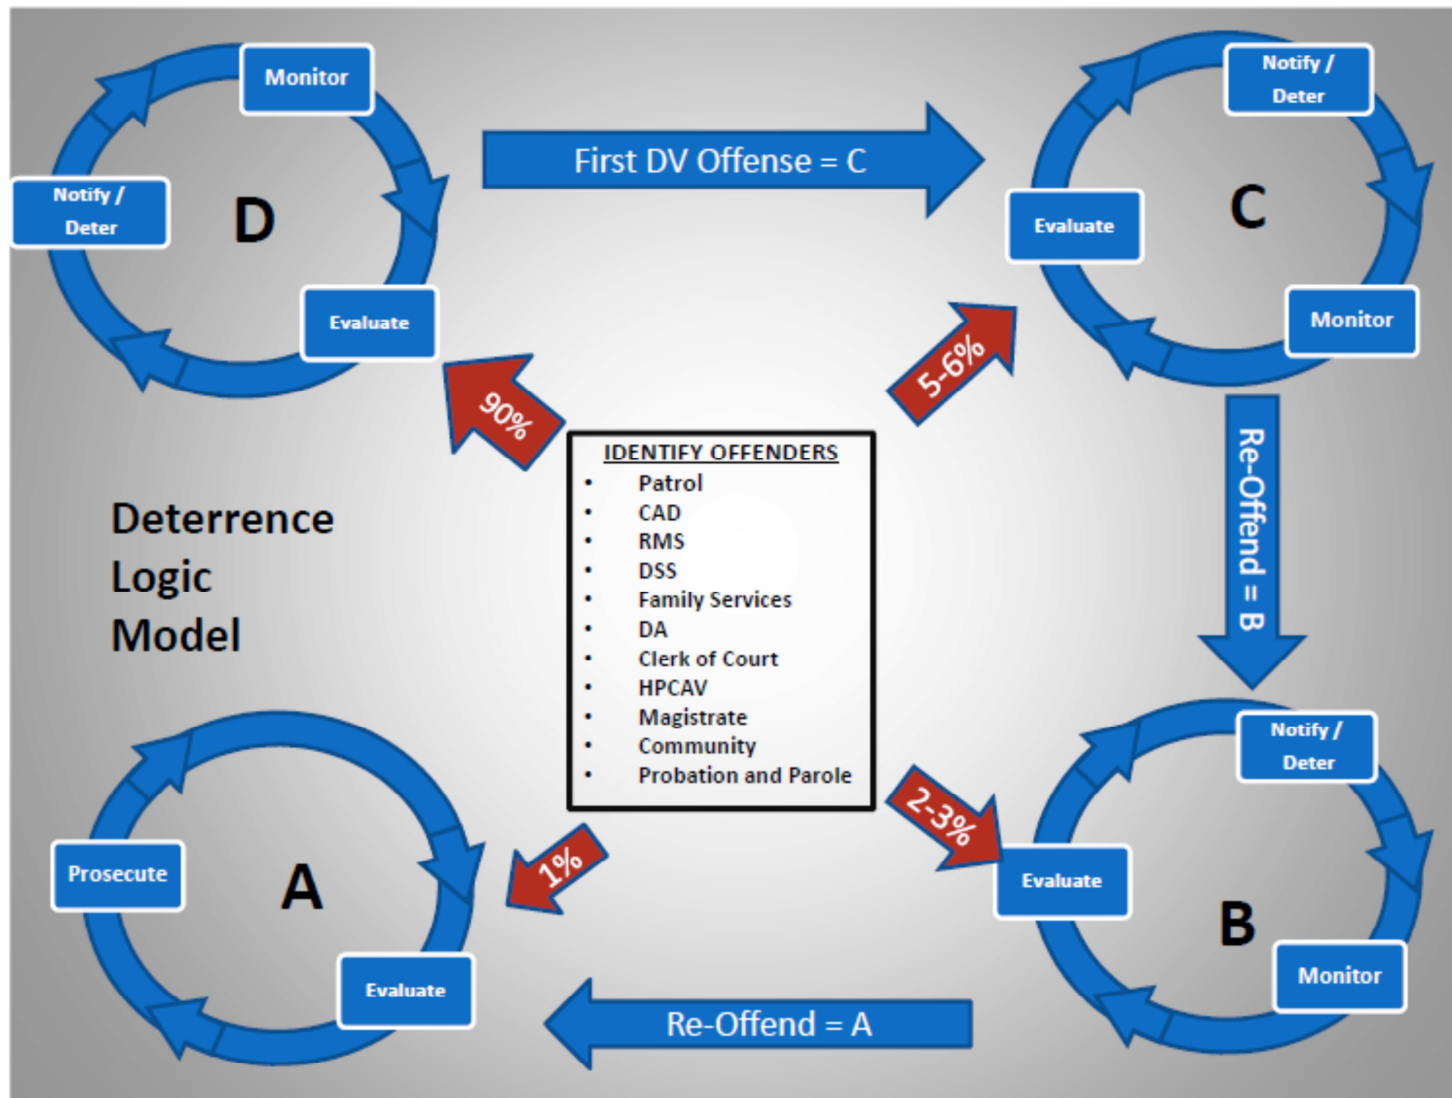 Monitor
Notify /
Deter
D
Evaluate
First DV Offense = C
Notify /
Deter
Evaluate
C
Monitor
90%
5-6%
Deterrence
Logic
Model
IDENTIFY OFFENDERS
• Patrol
• CAD
• RMS
• DSS
• Family Services
• DA
• Clerk of Court
• HPCAV
• Magistrate
• Community
• Probation and Parole
Re-Offend = B
1%
2-3%
Prosecute
A
Evaluate
Re-Offend = A
Notify /
Deter
Evaluate
B
Monitor